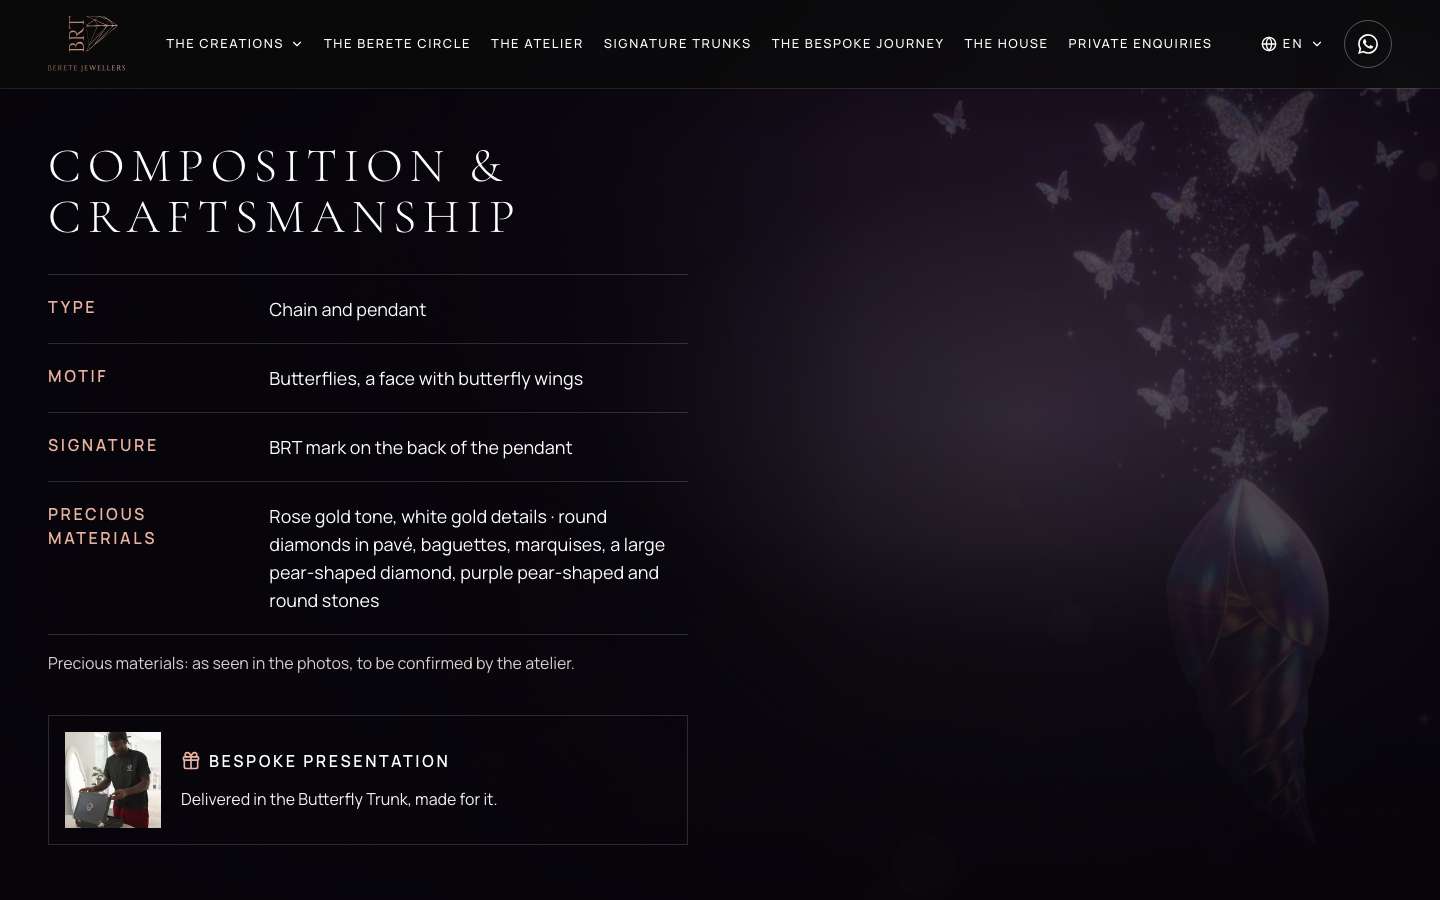 BRT
BERETE JEWELLERS
THE CREATIONS
THE BERETE CIRCLE
THE ATELIER
SIGNATURE TRUNKS
THE BESPOKE JOURNEY
THE HOUSE
PRIVATE ENQUIRIES
EN
COMPOSITION &
CRAFTSMANSHIP
TYPE
Chain and pendant
MOTIF
Butterflies, a face with butterfly wings
SIGNATURE
BRT mark on the back of the pendant
PRECIOUS
MATERIALS
Rose gold tone, white gold details · round
diamonds in pavé, baguettes, marquises, a large
pear-shaped diamond, purple pear-shaped and
round stones
Precious materials: as seen in the photos, to be confirmed by the atelier.
BESPOKE PRESENTATION
Delivered in the Butterfly Trunk, made for it.